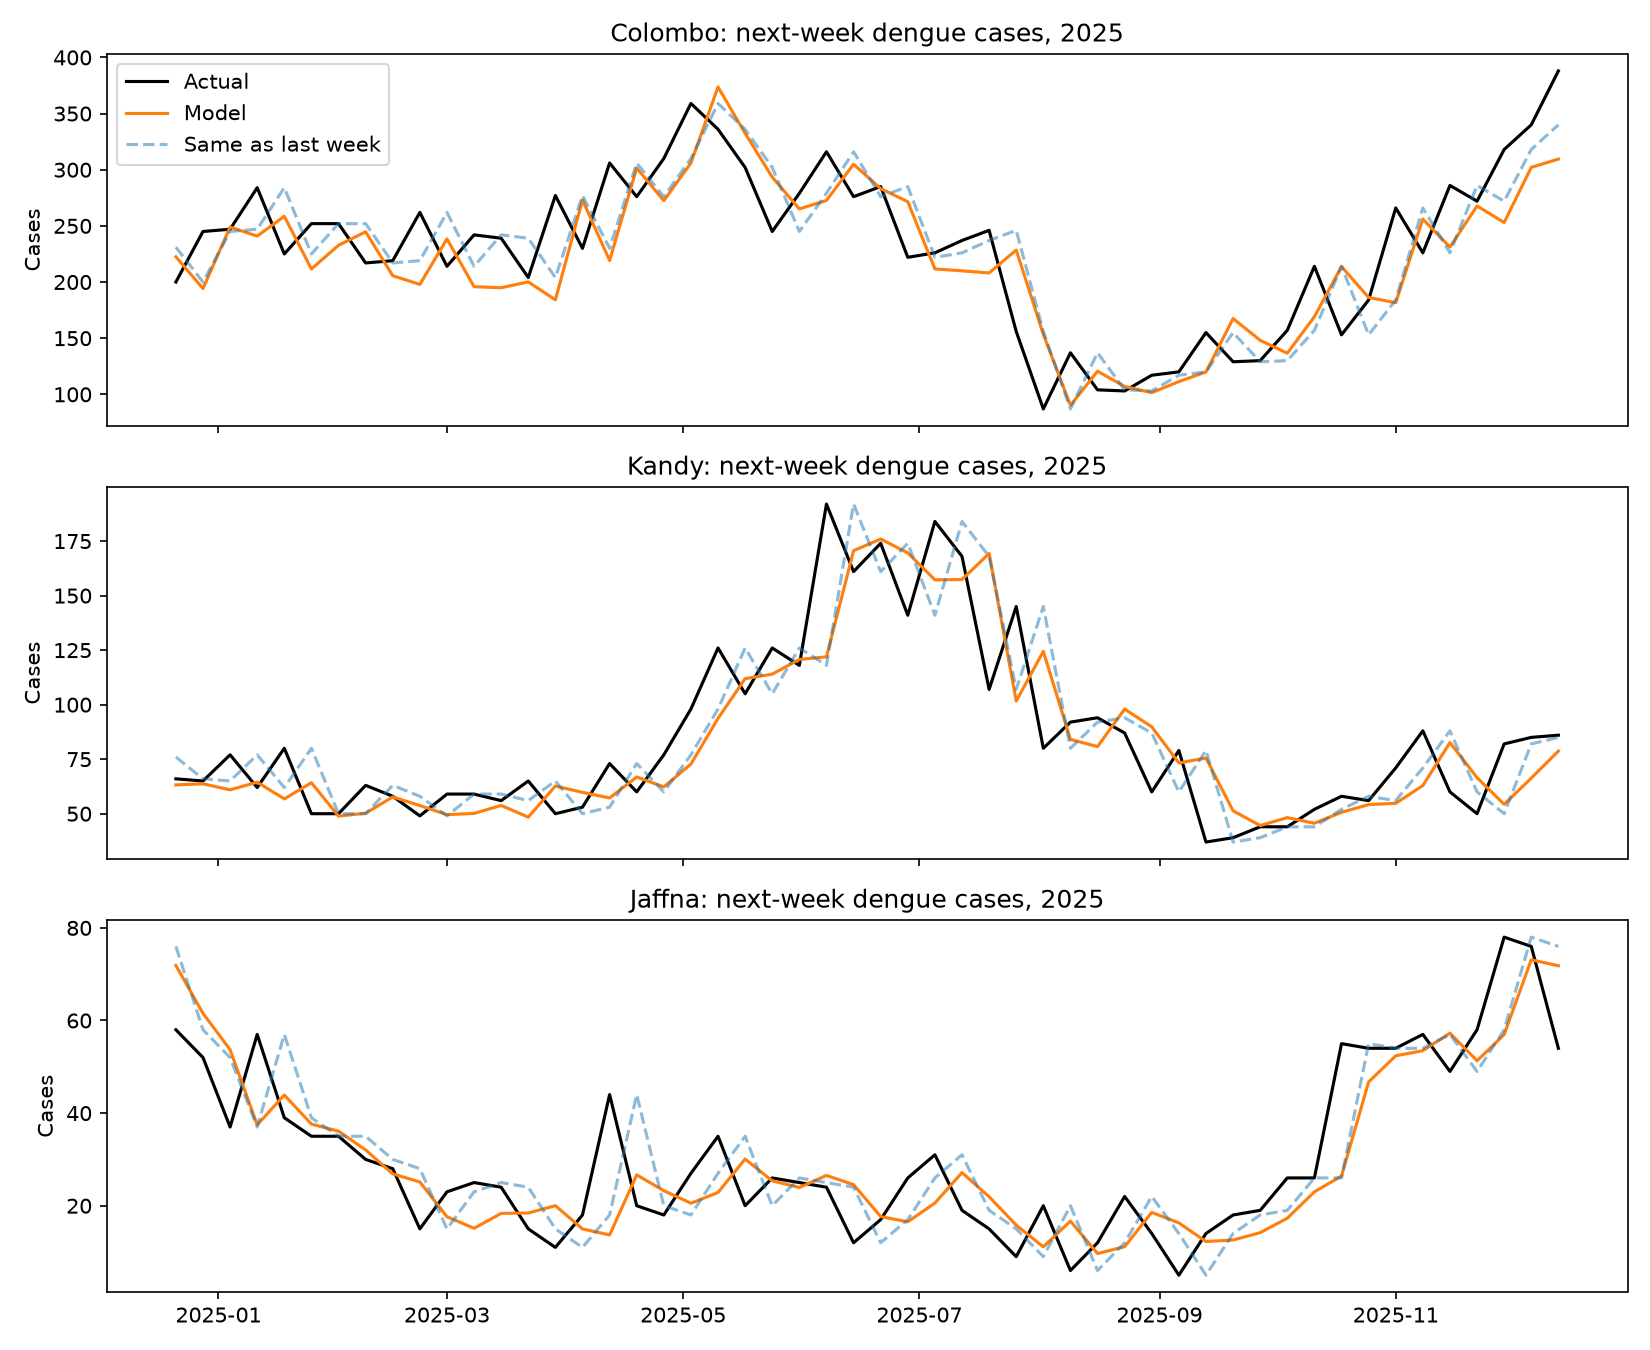 Colombo: next-week dengue cases, 2025
Cases
400
350
300
250
200
150
100
Actual
Model
Same as last week
Kandy: next-week dengue cases, 2025
Cases
175
150
125
100
75
50
Jaffna: next-week dengue cases, 2025
Cases
80
60
40
20
2025-01 2025-03 2025-05 2025-07 2025-09 2025-11